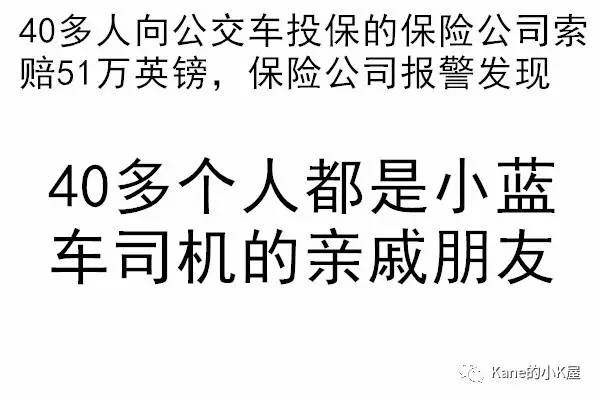 40多人向公交车投保的保险公司索
赔51万英镑，保险公司报警发现
40多个人都是小蓝
车司机的亲戚朋友
Kane的小K屋